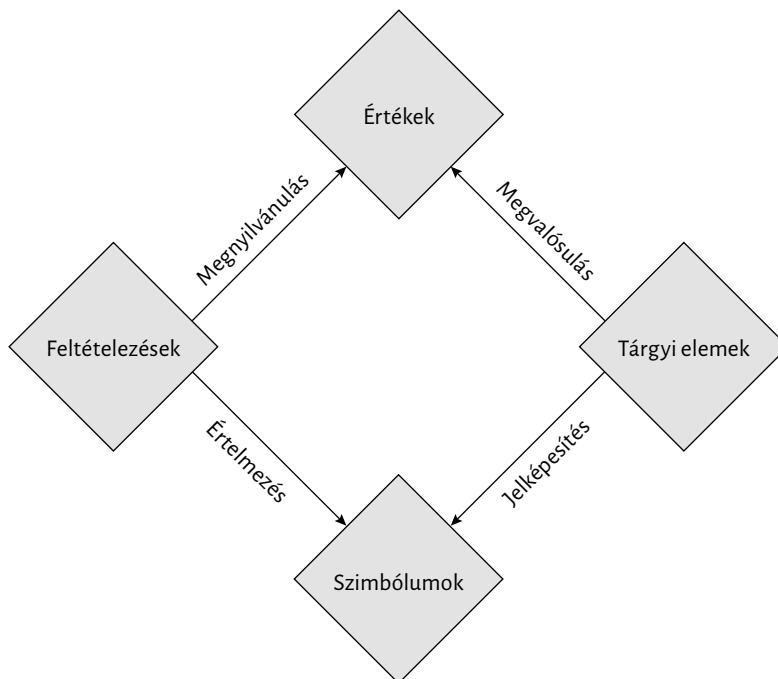 Értékek
Megnyilvánulás
Megvalósulás
Feltételezések
Tárgyi elemek
Értelmezés
Jelképesítés
Szimbólumok